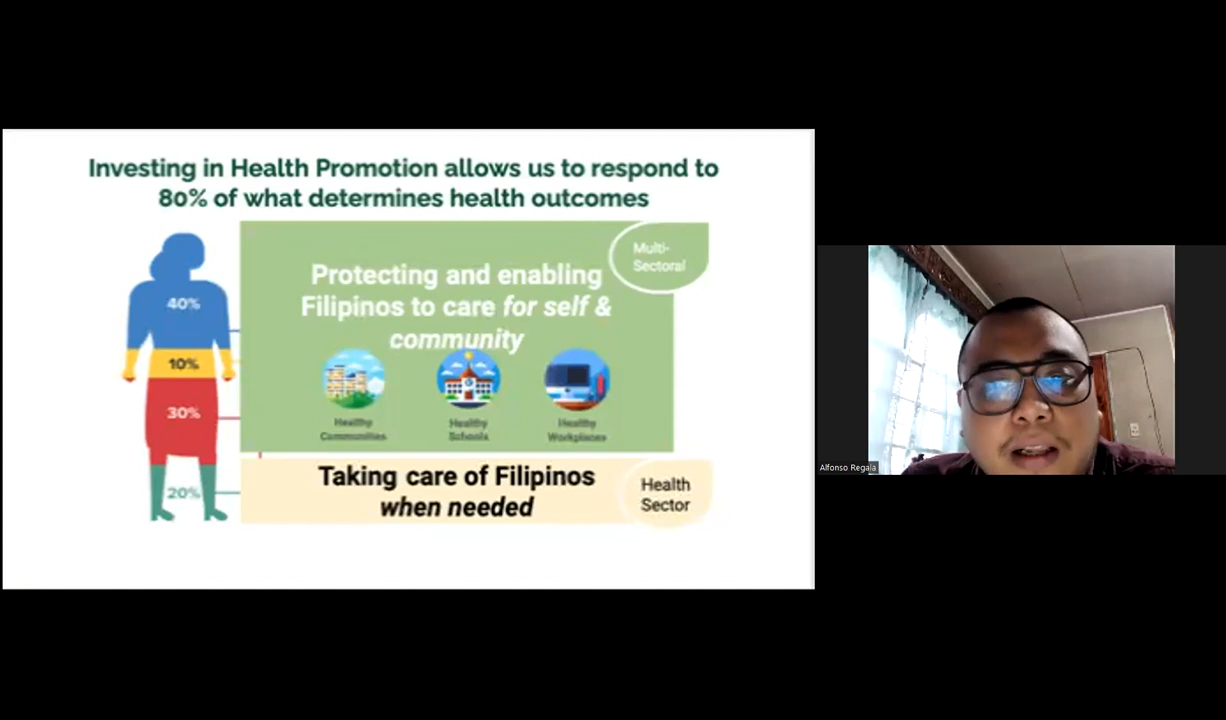 Investing in Health Promotion allows us to respond to
80% of what determines health outcomes
Multi-
Sectoral
Protecting and enabling
Filipinos to care for self &
community
40%
10%
30%
20%
Healthy
Communities
Healthy
Schools
Healthy
Workplaces
Taking care of Filipinos
when needed
Health
Sector
Alfonso Regala